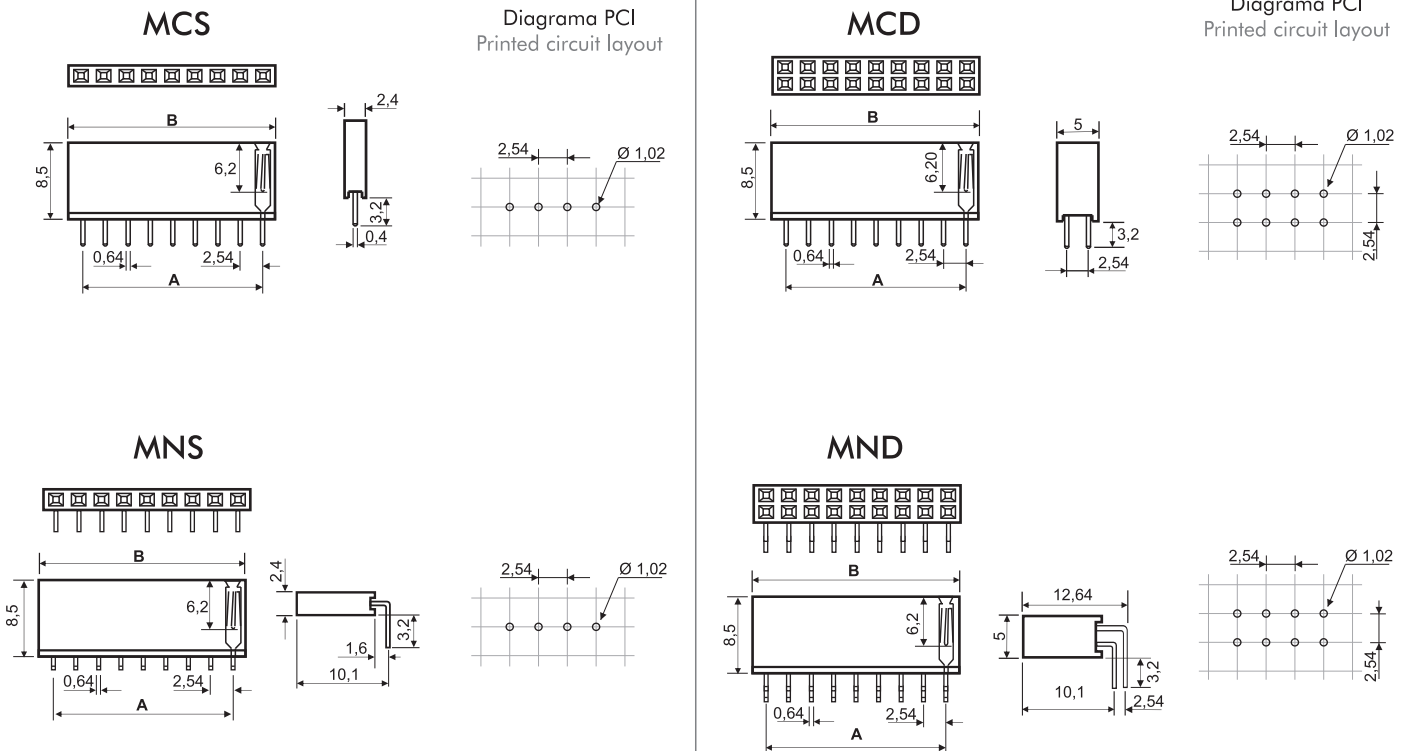 MCS
Diagrama PCI
Printed circuit layout
B
8,5
6,2
0,64
2,54
A
2,4
3,2
0,4
2,54
Ø 1,02
MCD
Diagrama PCI
Printed circuit layout
B
8,5
6,20
0,64
2,54
A
5
3,2
2,54
2,54
Ø 1,02
2,54
MNS
B
8,5
6,2
0,64
2,54
A
2,4
3,2
1,6
10,1
2,54
Ø 1,02
MND
B
8,5
6,2
0,64
2,54
A
12,64
5
3,2
10,1
2,54
2,54
Ø 1,02
2,54